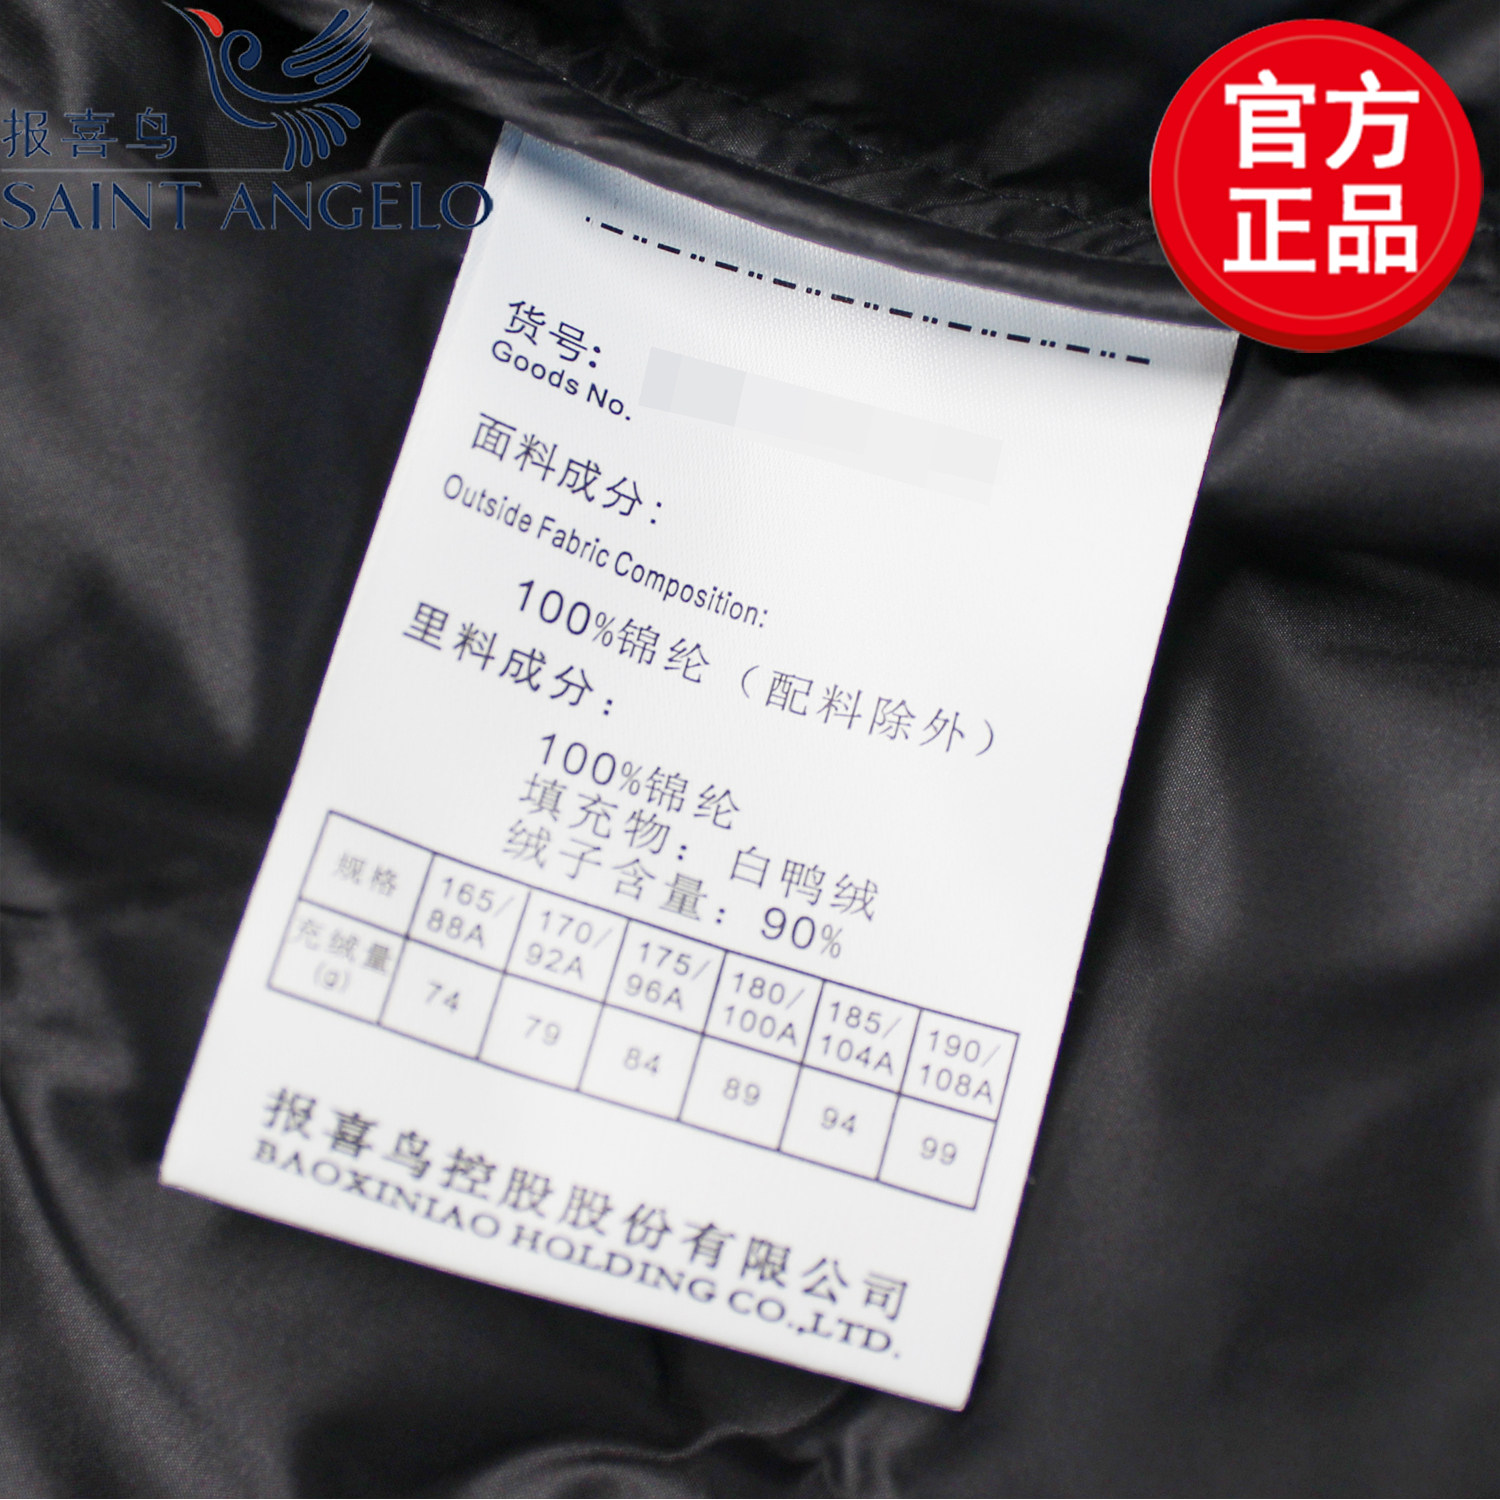 报喜鸟
SAINT ANGELO
官方
正品
货号:
Goods No.
面料成分:
Outside Fabric Composition:
100%锦纶（配料除外）
里料成分:
100%锦纶
填充物: 白鸭绒
绒子含量: 90%
规格 165/88A 170/92A 175/96A 180/100A 185/104A 190/108A
充绒量(g) 74 79 84 89 94 99
报喜鸟控股股份有限公司
BAOXINIAO HOLDING CO.,LTD.